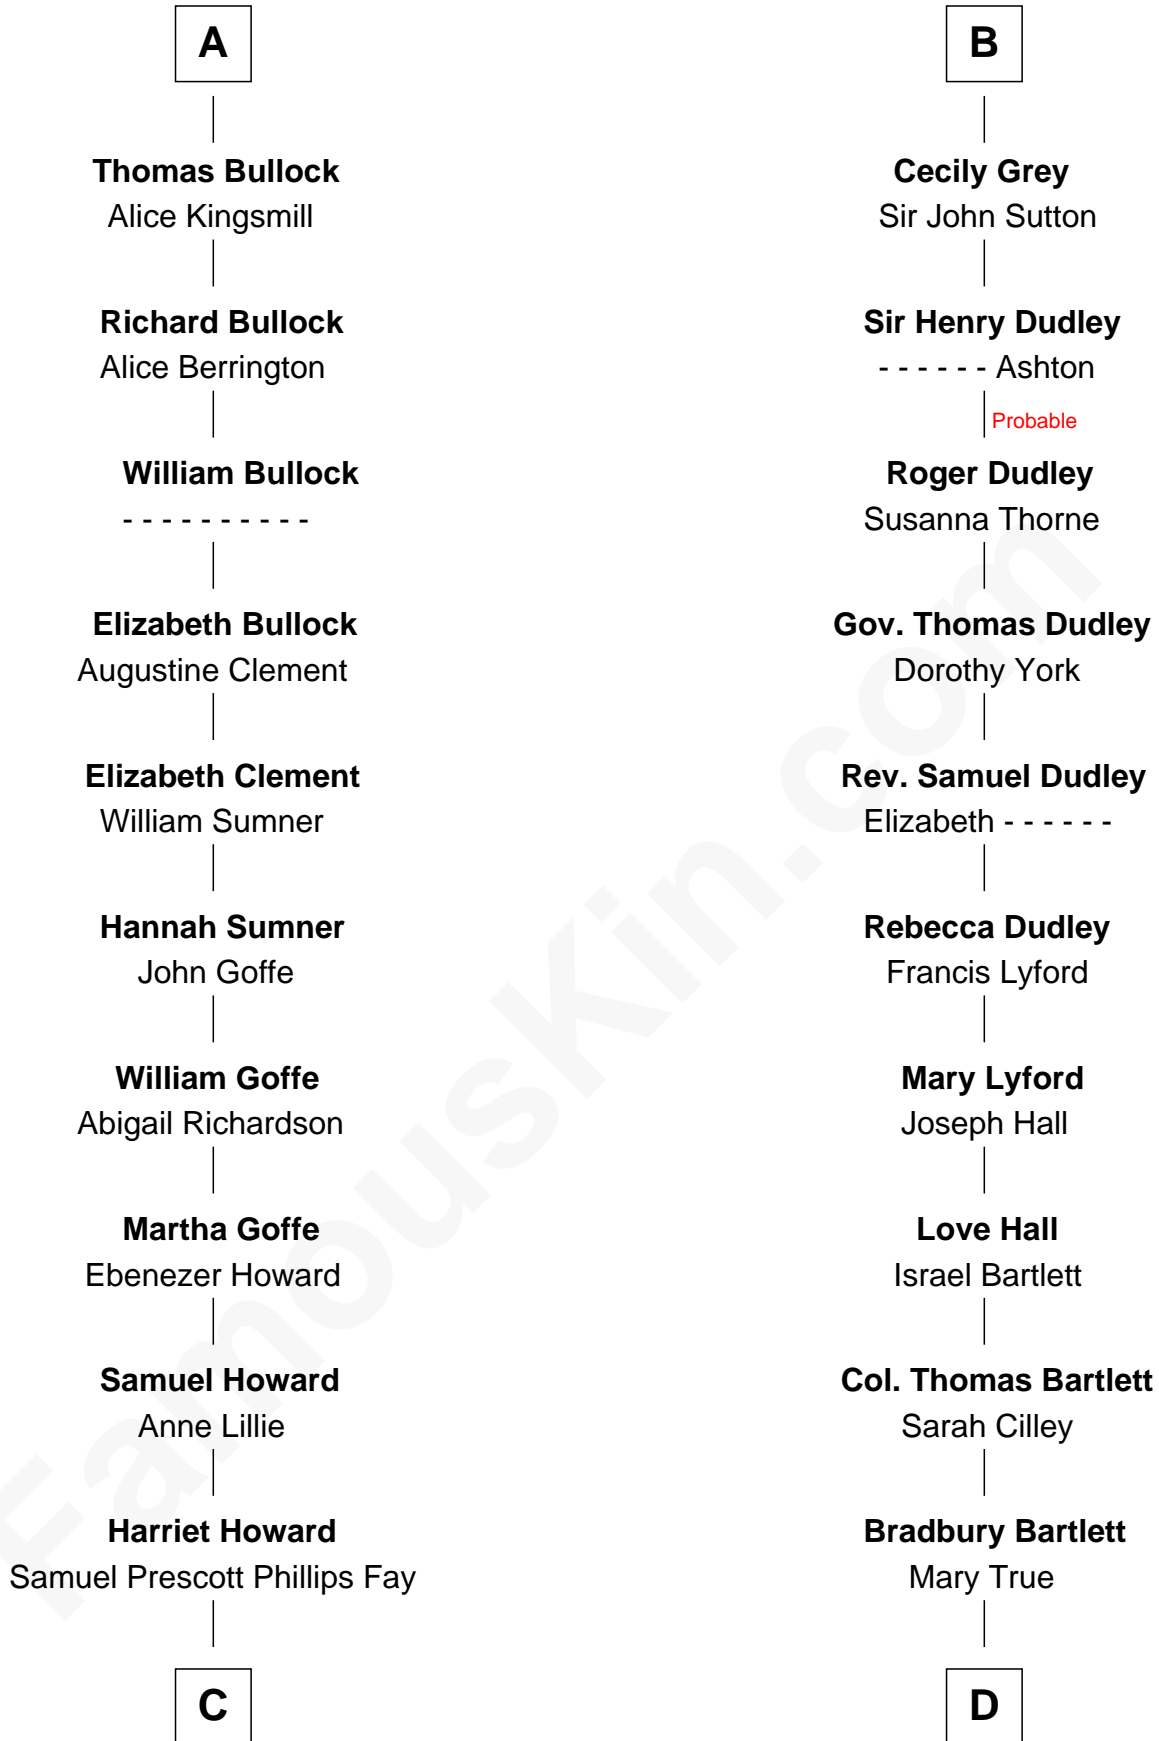 A
Thomas Bullock
Alice Kingsmill
Richard Bullock
Alice Berrington
William Bullock
- - - - - - - - - -
Elizabeth Bullock
Augustine Clement
Elizabeth Clement
William Sumner
Hannah Sumner
John Goffe
William Goffe
Abigail Richardson
Martha Goffe
Ebenezer Howard
Samuel Howard
Anne Lillie
Harriet Howard
Samuel Prescott Phillips Fay
C
B
Cecily Grey
Sir John Sutton
Sir Henry Dudley
- - - - - - Ashton
Probable
Roger Dudley
Susanna Thorne
Gov. Thomas Dudley
Dorothy York
Rev. Samuel Dudley
Elizabeth - - - - - -
Rebecca Dudley
Francis Lyford
Mary Lyford
Joseph Hall
Love Hall
Israel Bartlett
Col. Thomas Bartlett
Sarah Cilley
Bradbury Bartlett
Mary True
D
FamousKin.com